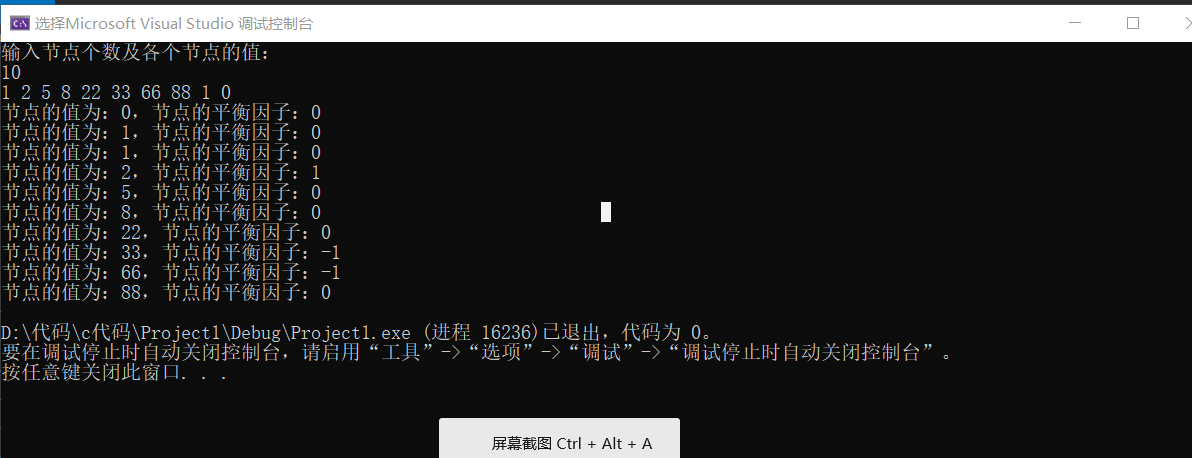 选择Microsoft Visual Studio 调试控制台
输入节点个数及各个节点的值：
10
1 2 5 8 22 33 66 88 1 0
节点的值为：0，节点的平衡因子：0
节点的值为：1，节点的平衡因子：0
节点的值为：1，节点的平衡因子：0
节点的值为：2，节点的平衡因子：1
节点的值为：5，节点的平衡因子：0
节点的值为：8，节点的平衡因子：0
节点的值为：22，节点的平衡因子：0
节点的值为：33，节点的平衡因子：-1
节点的值为：66，节点的平衡因子：-1
节点的值为：88，节点的平衡因子：0
D:\代码\c代码\Project1\Debug\Project1.exe (进程 16236)已退出，代码为 0。
要在调试停止时自动关闭控制台，请启用“工具”->“选项”->“调试”->“调试停止时自动关闭控制台”。
按任意键关闭此窗口. . .
屏幕截图 Ctrl + Alt + A